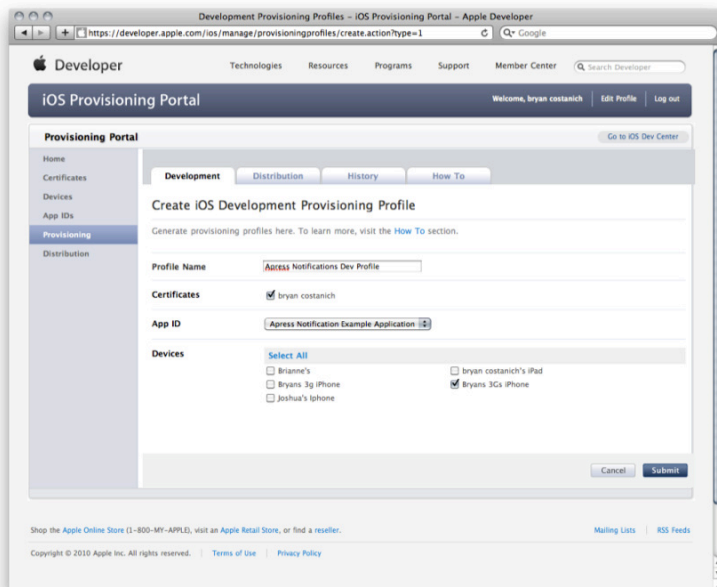 Development Provisioning Profiles – iOS Provisioning Portal – Apple Developer
https://developer.apple.com/ios/manage/provisioningprofiles/create.action?type=1
Google
Developer
Technologies Resources Programs Support Member Center Search Developer
iOS Provisioning Portal
Welcome, bryan costanich Edit Profile Log out
Provisioning Portal
Go to iOS Dev Center
Home
Certificates
Devices
App IDs
Provisioning
Distribution
Development Distribution History How To
Create iOS Development Provisioning Profile
Generate provisioning profiles here. To learn more, visit the How To section.
Profile Name Apress Notifications Dev Profile
Certificates bryan costanich
App ID Apress Notification Example Application
Devices Select All
Brianne's bryan costanich's iPad
Bryans 3g iPhone Bryans 3Gs iPhone
Joshua's Iphone
Cancel Submit
Shop the Apple Online Store (1-800-MY-APPLE), visit an Apple Retail Store, or find a reseller.
Mailing Lists RSS Feeds
Copyright © 2010 Apple Inc. All rights reserved. Terms of Use Privacy Policy